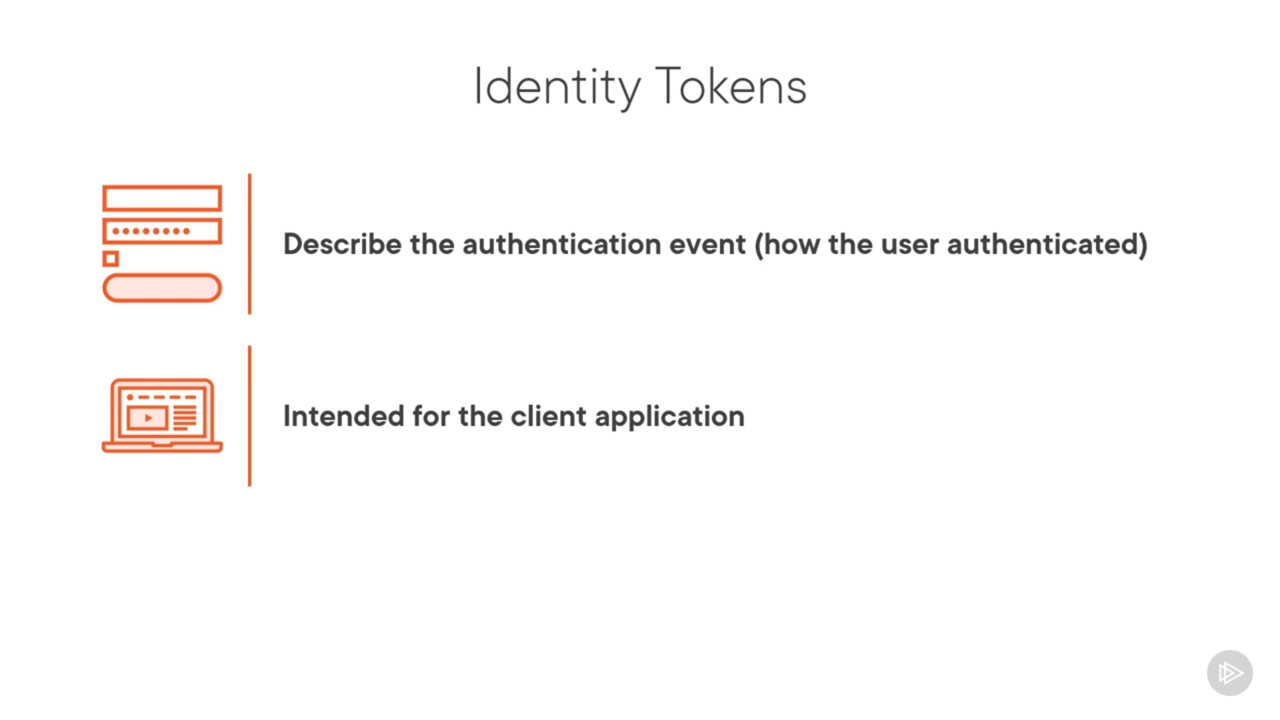 Identity Tokens
Describe the authentication event (how the user authenticated)
Intended for the client application